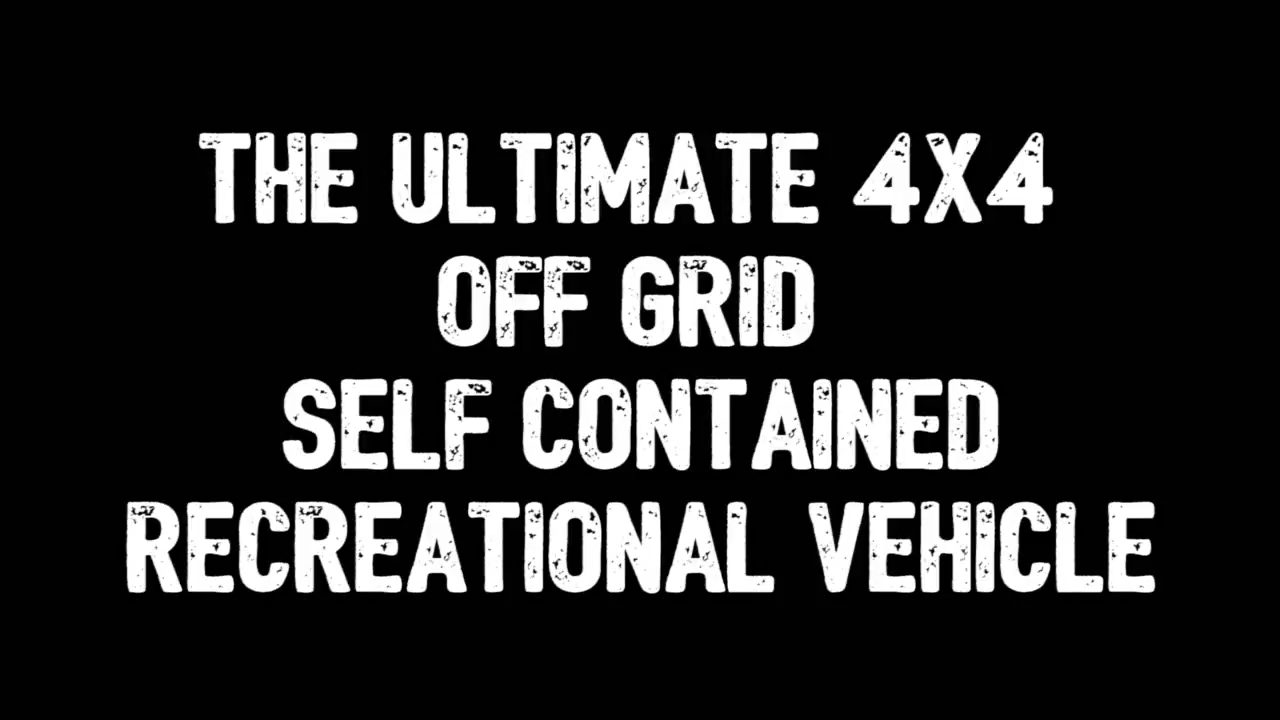 THE ULTIMATE 4X4
OFF GRID
SELF CONTAINED
RECREATIONAL VEHICLE